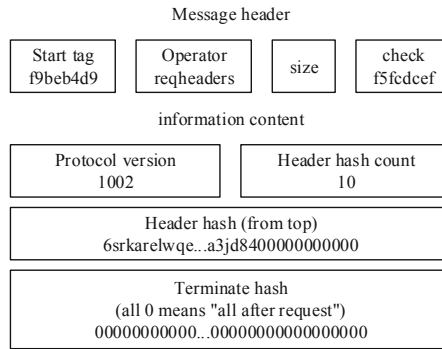 Message header
Start tag
f9beb4d9
Operator
reqheaders
size
check
f5fcdcef
information content
Protocol version
1002
Header hash count
10
Header hash (from top)
6srkarelwqe...a3jd8400000000000
Terminate hash
(all 0 means "all after request")
00000000000...00000000000000000